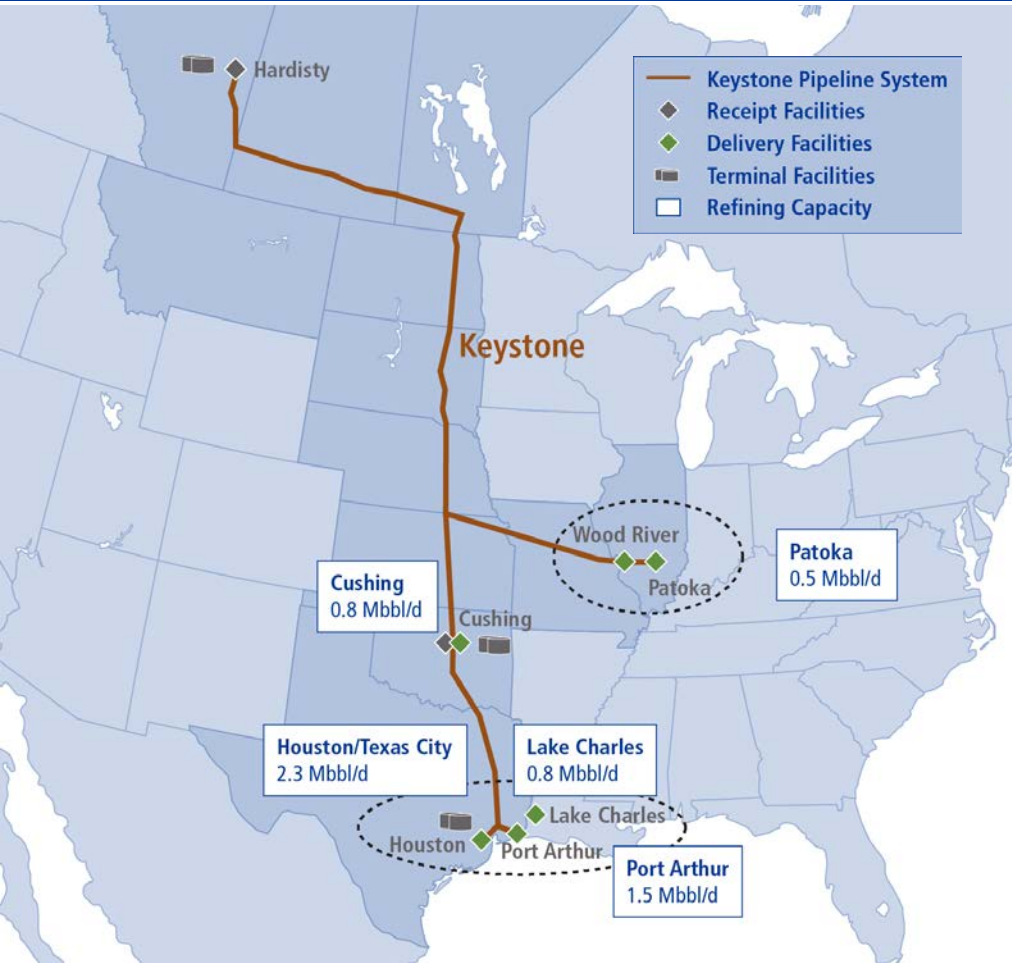 Hardisty
Keystone Pipeline System
Receipt Facilities
Delivery Facilities
Terminal Facilities
Refining Capacity
Keystone
Wood River
Patoka
Patoka
0.5 Mbbl/d
Cushing
0.8 Mbbl/d
Cushing
Houston/Texas City
2.3 Mbbl/d
Lake Charles
0.8 Mbbl/d
Lake Charles
Houston
Port Arthur
Port Arthur
1.5 Mbbl/d